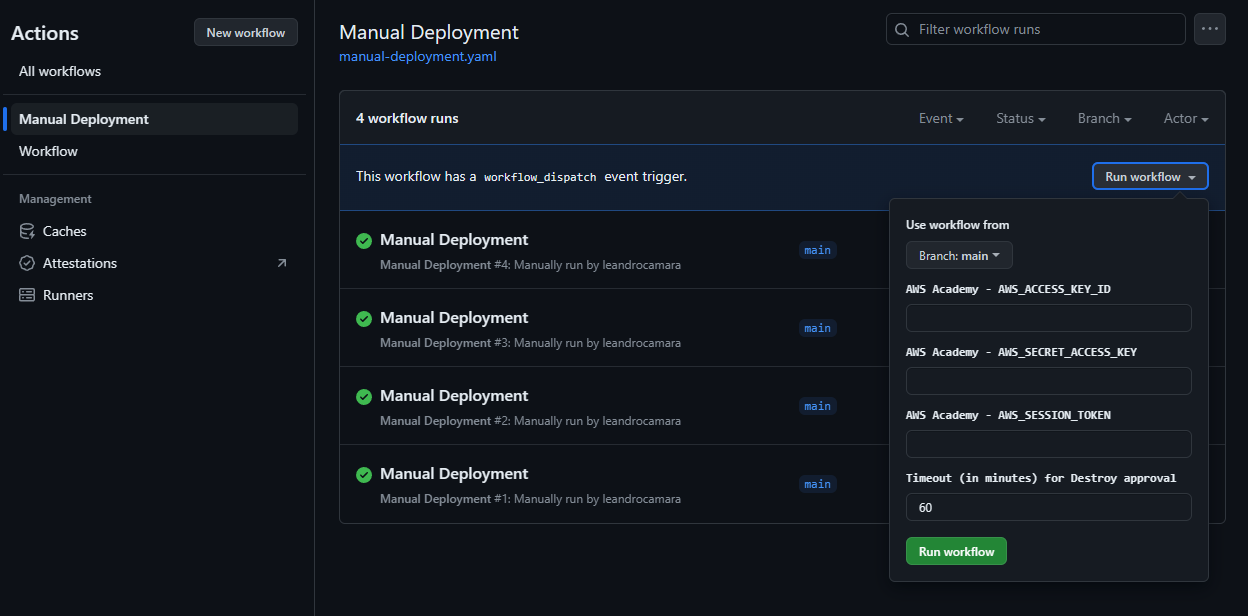 Actions
New workflow
All workflows
Manual Deployment
Workflow
Management
Caches
Attestations
Runners
Manual Deployment
manual-deployment.yaml
Filter workflow runs
4 workflow runs
Event
Status
Branch
Actor
This workflow has a workflow_dispatch event trigger.
Run workflow
Manual Deployment
Manual Deployment #4: Manually run by leandrocamara
main
Manual Deployment
Manual Deployment #3: Manually run by leandrocamara
main
Manual Deployment
Manual Deployment #2: Manually run by leandrocamara
main
Manual Deployment
Manual Deployment #1: Manually run by leandrocamara
main
Use workflow from
Branch: main
AWS Academy - AWS_ACCESS_KEY_ID
AWS Academy - AWS_SECRET_ACCESS_KEY
AWS Academy - AWS_SESSION_TOKEN
Timeout (in minutes) for Destroy approval
60
Run workflow